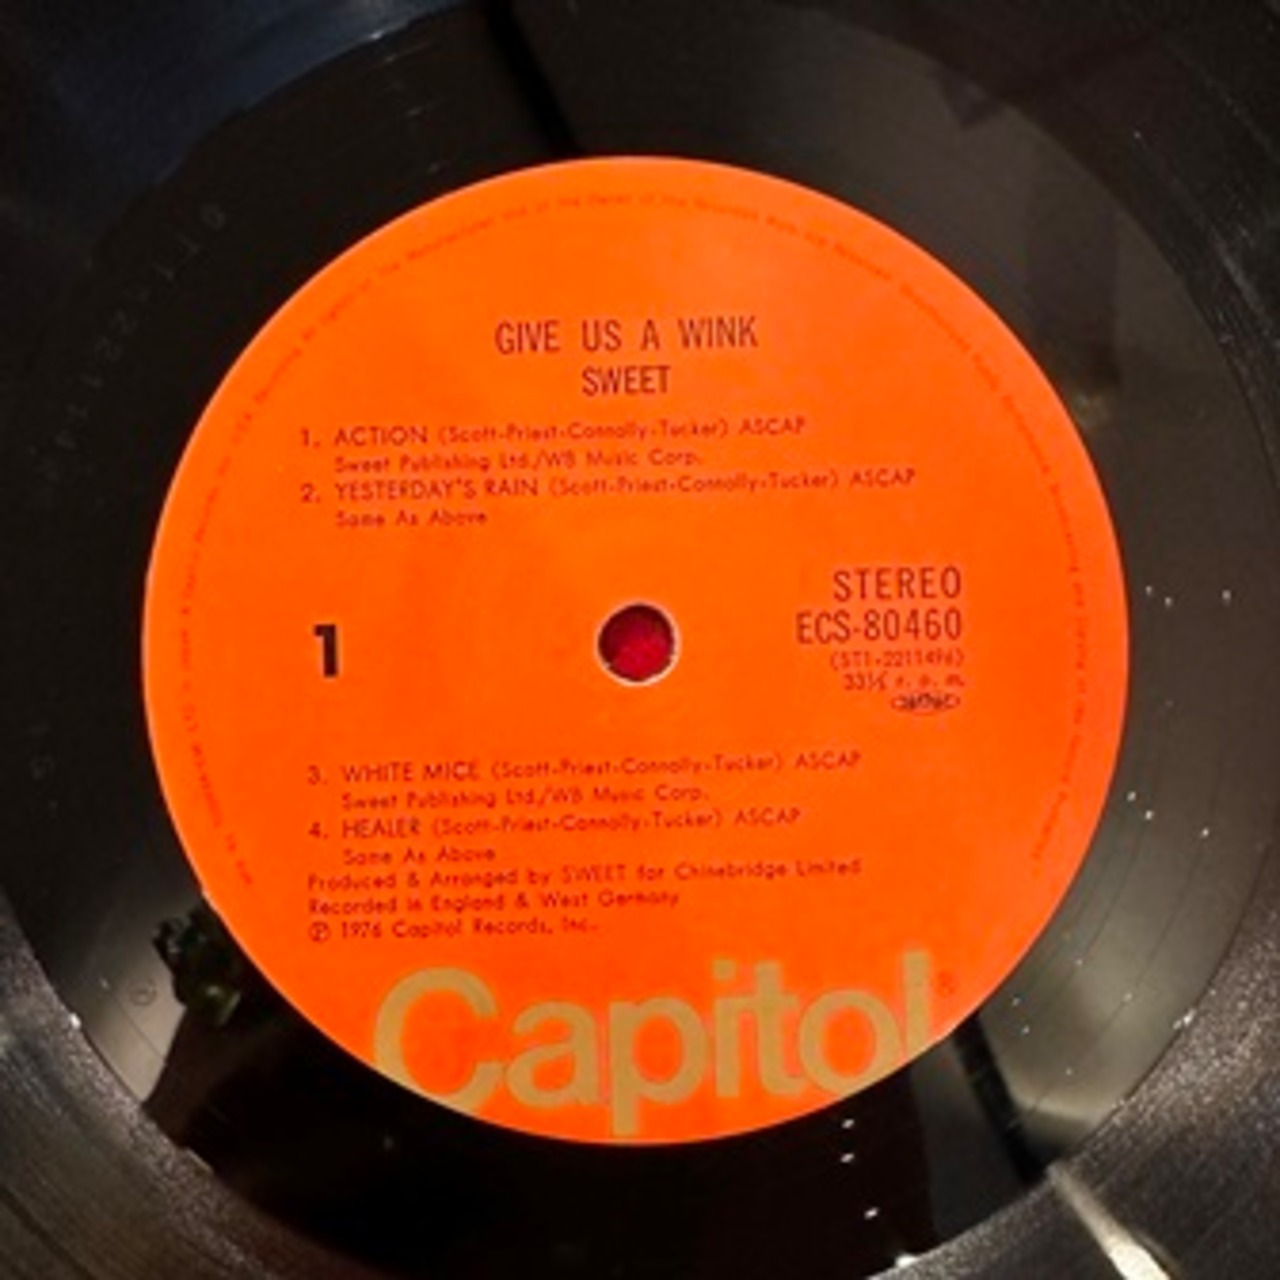 GIVE US A WINK
SWEET
1. ACTION (Scott-Priest-Connolly-Tucker) ASCAP
Sweet Publishing Ltd./WB Music Corp.
2. YESTERDAY'S RAIN (Scott-Priest-Connolly-Tucker) ASCAP
Same As Above
1
STEREO
ECS-80460
(ST1-2211496)
33⅓ r. p. m.
3. WHITE MICE (Scott-Priest-Connolly-Tucker) ASCAP
Sweet Publishing Ltd./WB Music Corp.
4. HEALER (Scott-Priest-Connolly-Tucker) ASCAP
Same As Above
Produced & Arranged by SWEET for Chinebridge Limited
Recorded in England & West Germany
℗ 1976 Capitol Records, Inc.
Capitol®